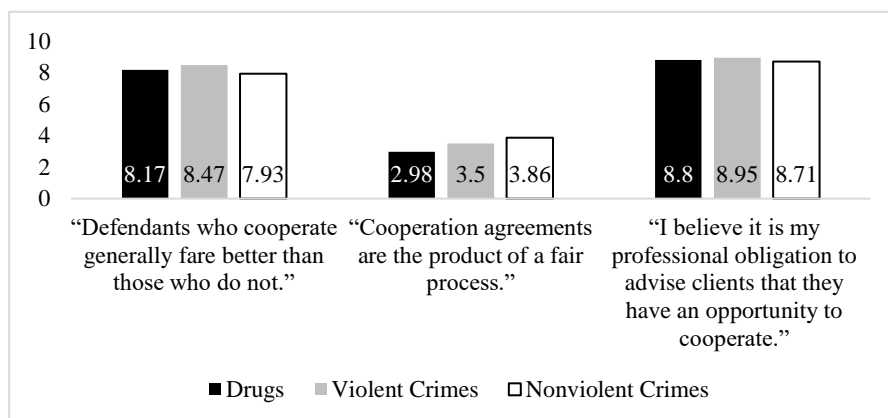 10
8
6
4
2
0
8.17 8.47 7.93 2.98 3.5 3.86 8.8 8.95 8.71
“Defendants who cooperate
generally fare better than
those who do not.”
“Cooperation agreements
are the product of a fair
process.”
“I believe it is my
professional obligation to
advise clients that they
have an opportunity to
cooperate.”
Drugs Violent Crimes Nonviolent Crimes